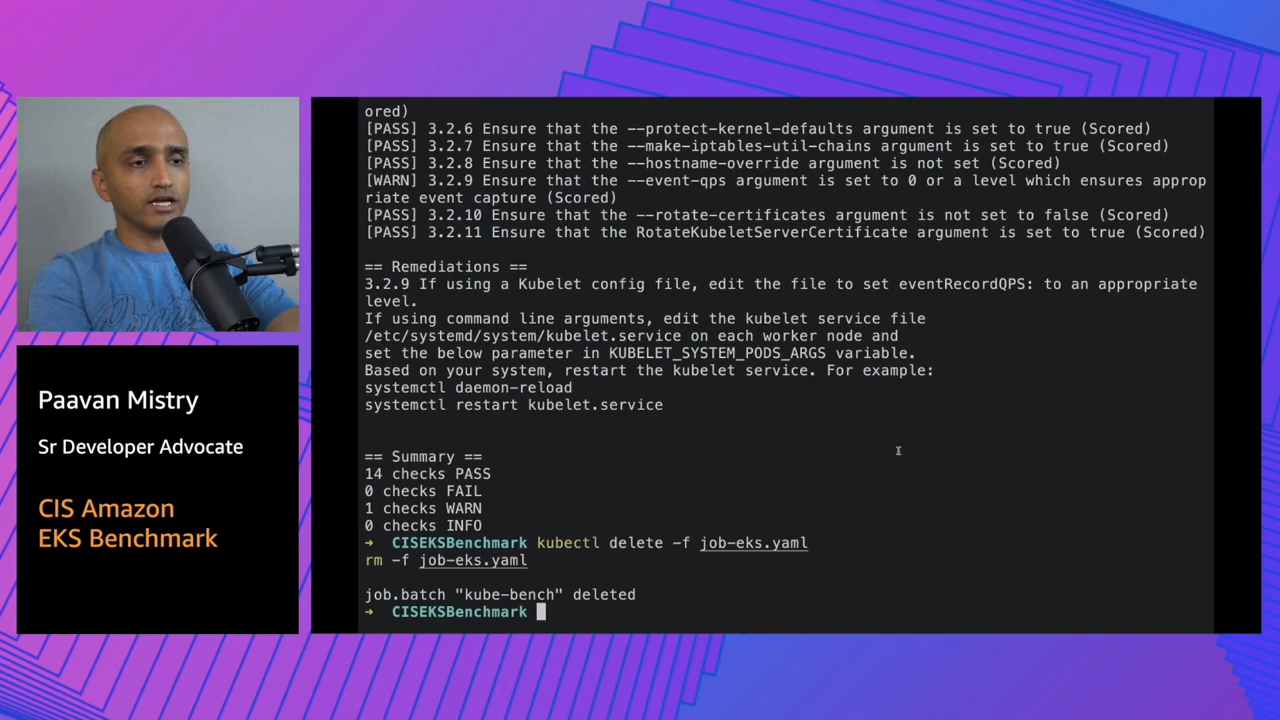 Paavan Mistry
Sr Developer Advocate
CIS Amazon
EKS Benchmark
ored)
[PASS] 3.2.6 Ensure that the --protect-kernel-defaults argument is set to true (Scored)
[PASS] 3.2.7 Ensure that the --make-iptables-util-chains argument is set to true (Scored)
[PASS] 3.2.8 Ensure that the --hostname-override argument is not set (Scored)
[WARN] 3.2.9 Ensure that the --event-qps argument is set to 0 or a level which ensures approp
riate event capture (Scored)
[PASS] 3.2.10 Ensure that the --rotate-certificates argument is not set to false (Scored)
[PASS] 3.2.11 Ensure that the RotateKubeletServerCertificate argument is set to true (Scored)
== Remediations ==
3.2.9 If using a Kubelet config file, edit the file to set eventRecordQPS: to an appropriate
level.
If using command line arguments, edit the kubelet service file
/etc/systemd/system/kubelet.service on each worker node and
set the below parameter in KUBELET_SYSTEM_PODS_ARGS variable.
Based on your system, restart the kubelet service. For example:
systemctl daemon-reload
systemctl restart kubelet.service
== Summary ==
14 checks PASS
0 checks FAIL
1 checks WARN
0 checks INFO
➜ CISEKSBenchmark kubectl delete -f job-eks.yaml
rm -f job-eks.yaml
job.batch "kube-bench" deleted
➜ CISEKSBenchmark